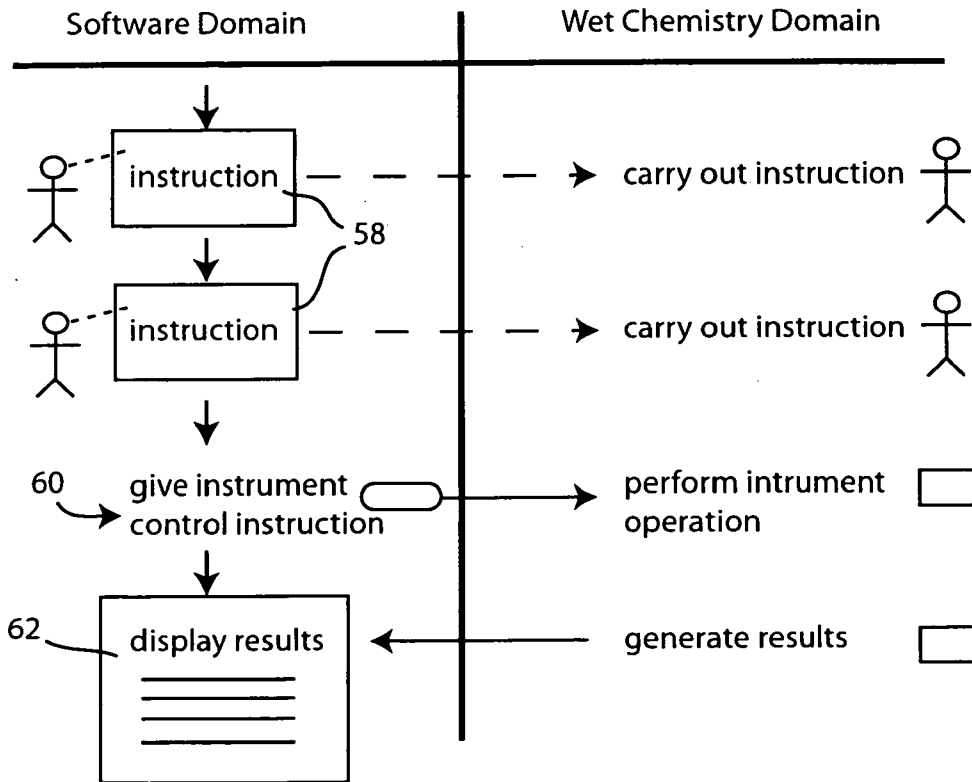 Software Domain
Wet Chemistry Domain
instruction
carry out instruction
58
instruction
carry out instruction
60
give instrument
control instruction
perform intrument
operation
62
display results
generate results